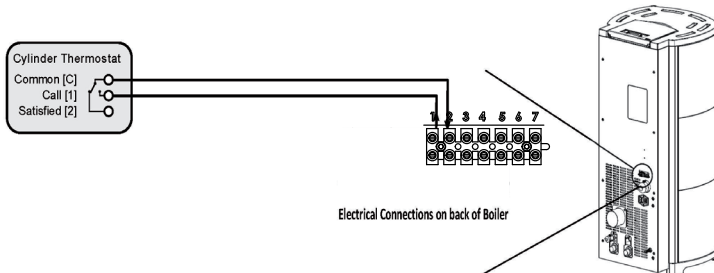 Cylinder Thermostat
Common [C]
Call [1]
Satisfied [2]
1 2 3 4 5 6 7
Electrical Connections on back of Boiler